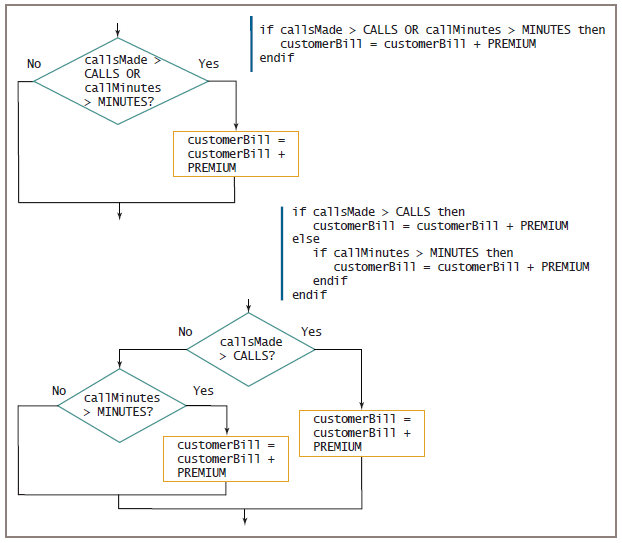 if callsMade > CALLS OR callMinutes > MINUTES then
customerBill = customerBill + PREMIUM
endif
No
callsMade >
CALLS OR
callMinutes
> MINUTES?
Yes
customerBill =
customerBill +
PREMIUM
if callsMade > CALLS then
customerBill = customerBill + PREMIUM
else
if callMinutes > MINUTES then
customerBill = customerBill + PREMIUM
endif
endif
No
callsMade
> CALLS?
Yes
No
callMinutes
> MINUTES?
Yes
customerBill =
customerBill +
PREMIUM
customerBill =
customerBill +
PREMIUM